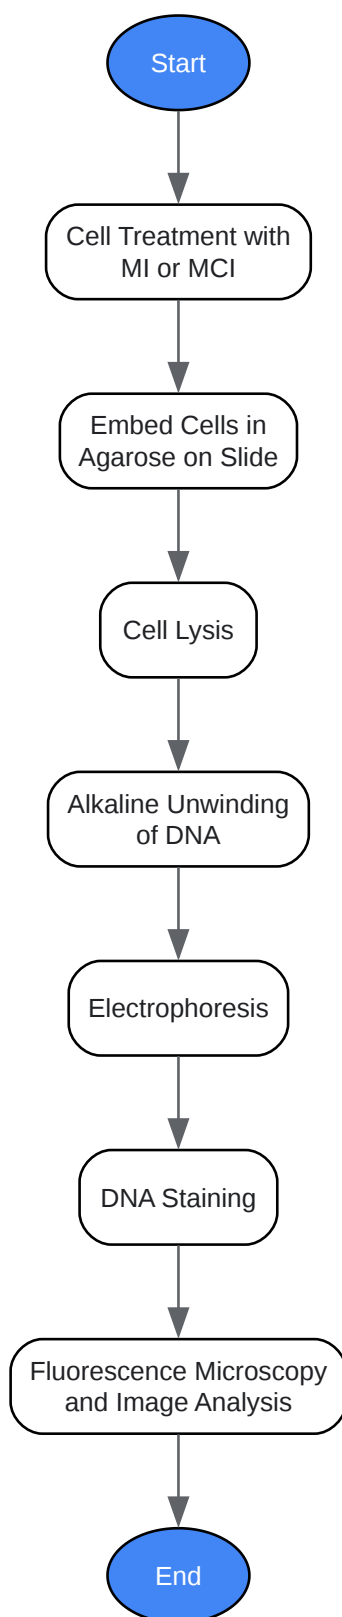 Start
Cell Treatment with
MI or MCI
Embed Cells in
Agarose on Slide
Cell Lysis
Alkaline Unwinding
of DNA
Electrophoresis
DNA Staining
Fluorescence Microscopy
and Image Analysis
End